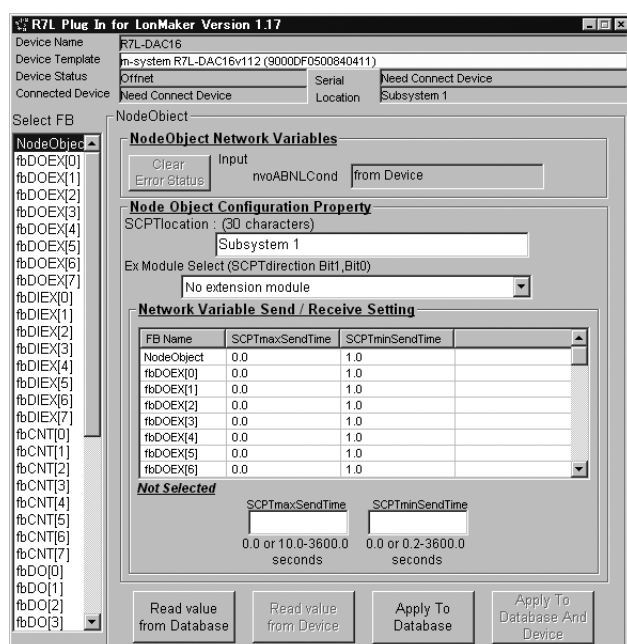 R7L Plug In for LonMaker Version 1.17
Device Name R7L-DAC16
Device Template m-system R7L-DAC16v112 (9000DF0500840411)
Device Status Offnet Serial Need Connect Device
Connected Device Need Connect Device Location Subsystem 1
Select FB
NodeObjec
fbDOEX[0]
fbDOEX[1]
fbDOEX[2]
fbDOEX[3]
fbDOEX[4]
fbDOEX[5]
fbDOEX[6]
fbDOEX[7]
fbDIEX[0]
fbDIEX[1]
fbDIEX[2]
fbDIEX[3]
fbDIEX[4]
fbDIEX[5]
fbDIEX[6]
fbDIEX[7]
fbCNT[0]
fbCNT[1]
fbCNT[2]
fbCNT[3]
fbCNT[4]
fbCNT[5]
fbCNT[6]
fbCNT[7]
fbDO[0]
fbDO[1]
fbDO[2]
fbDO[3]
NodeObject
NodeObject Network Variables
Clear
Error Status
Input
nvoABNLCond from Device
Node Object Configuration Property
SCPTlocation : (30 characters)
Subsystem 1
Ex Module Select (SCPTdirection Bit1,Bit0)
No extension module
Network Variable Send / Receive Setting
FB Name SCPTmaxSendTime SCPTminSendTime
NodeObject 0.0 1.0
fbDOEX[0] 0.0 1.0
fbDOEX[1] 0.0 1.0
fbDOEX[2] 0.0 1.0
fbDOEX[3] 0.0 1.0
fbDOEX[4] 0.0 1.0
fbDOEX[5] 0.0 1.0
fbDOEX[6] 0.0 1.0
Not Selected
SCPTmaxSendTime SCPTminSendTime
0.0 or 10.0-3600.0 0.0 or 0.2-3600.0
seconds seconds
Read value
from Database
Read value
from Device
Apply To
Database
Apply To
Database And
Device